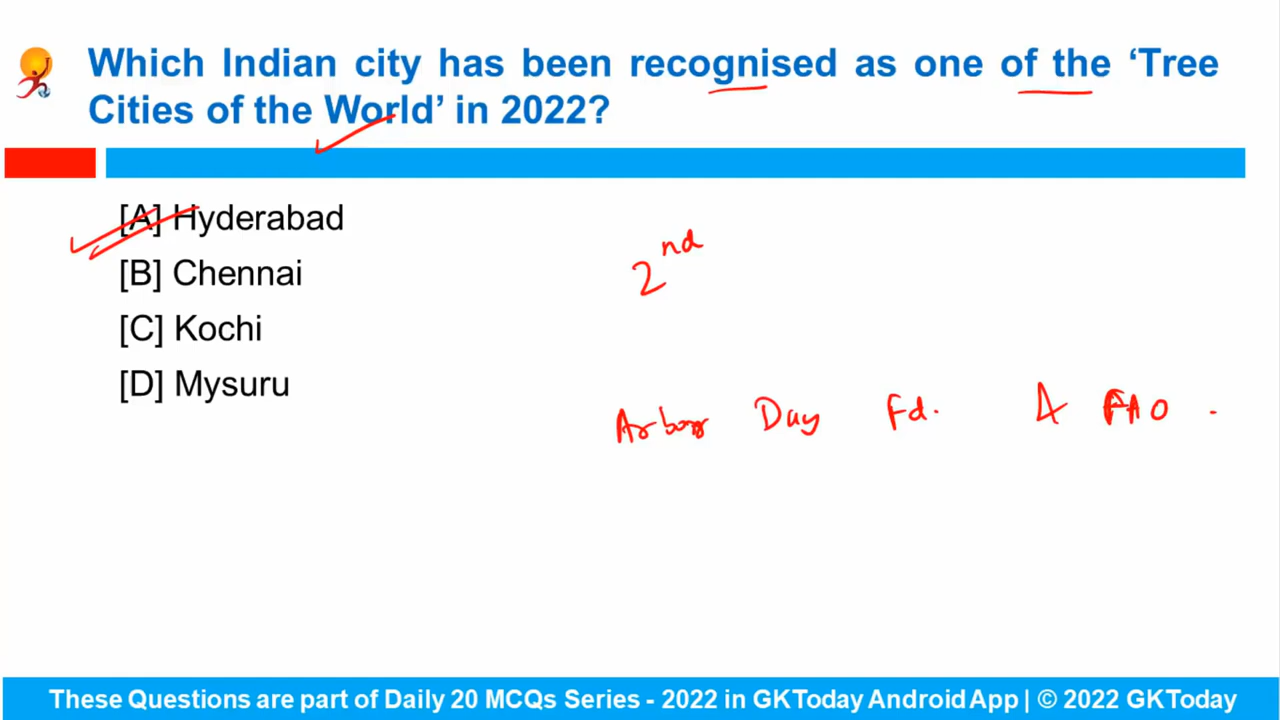 Which Indian city has been recognised as one of the ‘Tree
Cities of the World’ in 2022?
[A] Hyderabad
[B] Chennai
[C] Kochi
[D] Mysuru
2nd
Arbor Day Fd. & FAO.
These Questions are part of Daily 20 MCQs Series - 2022 in GKToday Android App | © 2022 GKToday